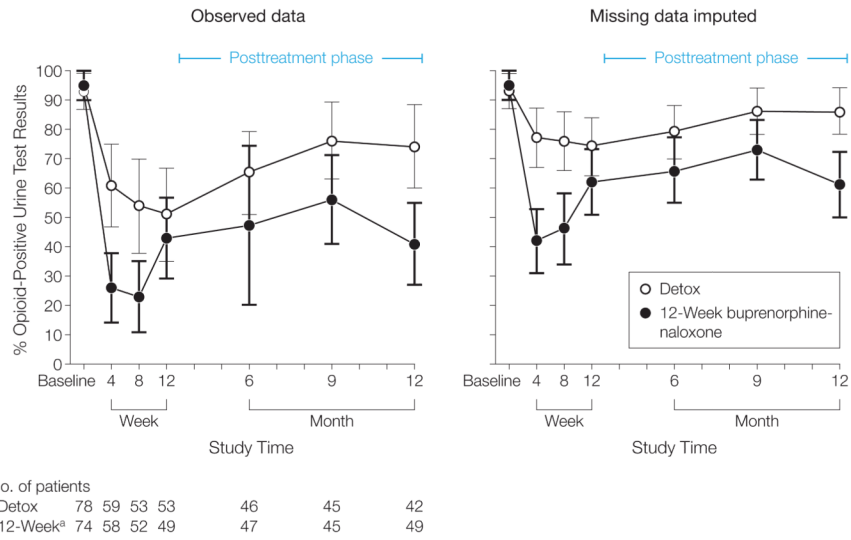 Observed data
Posttreatment phase
100
90
80
70
60
50
40
30
20
10
0
% Opioid-Positive Urine Test Results
Baseline 4 8 12 6 9 12
Week Month
Study Time
Missing data imputed
Posttreatment phase
Detox
12-Week buprenorphine-
naloxone
Baseline 4 8 12 6 9 12
Week Month
Study Time
o. of patients
Detox 78 59 53 53 46 45 42
12-Weekᵃ 74 58 52 49 47 45 49